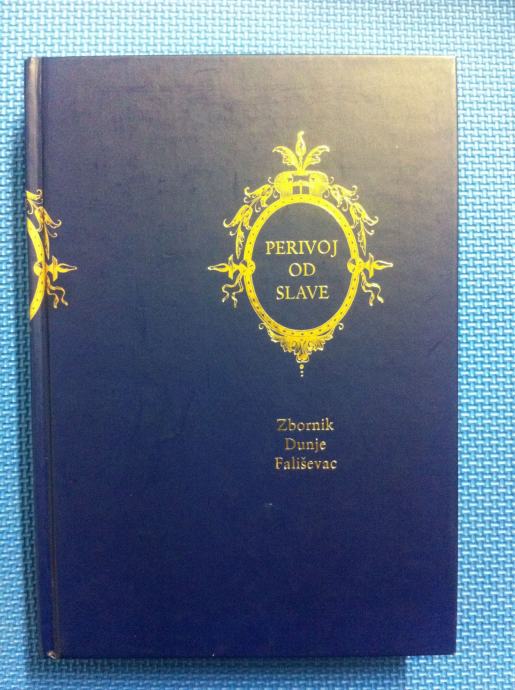 PERIVOJ
OD
SLAVE
Zbornik
Dunje
Fališevac